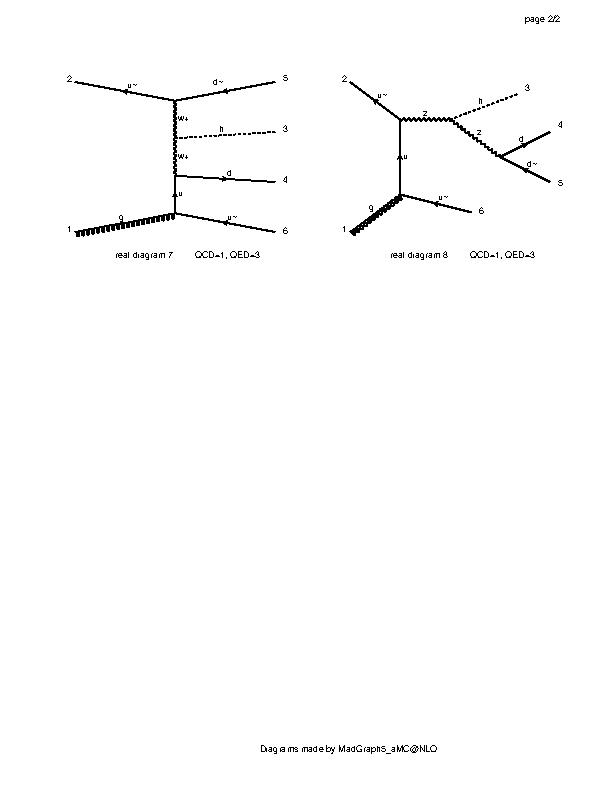 page 2/2
2 u~ d~ 5
w+
h 3
w+
d 4
u
g u~
1 6
real diagram 7 QCD=1, QED=3
2 u~ z h 3
z d 4
d~ 5
u
g u~ 6
1
real diagram 8 QCD=1, QED=3
Diagrams made by MadGraph5_aMC@NLO